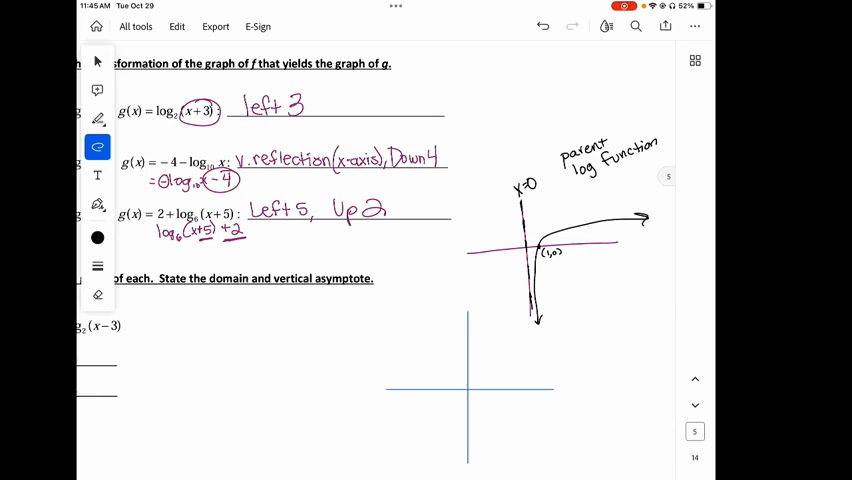 11:45 AM Tue Oct 29
52%
All tools Edit Export E-Sign
sformation of the graph of f that yields the graph of g.
g(x) = log₂(x+3): left 3
parent
log function
g(x) = −4 − log₁₀ x: V.reflection(x-axis), Down 4
= -log₁₀x −4
x=0
5
g(x) = 2 + log₆(x+5): Left 5, Up 2
log₆(x+5) +2
(1,0)
of each. State the domain and vertical asymptote.
g₂(x−3)
T
5
14